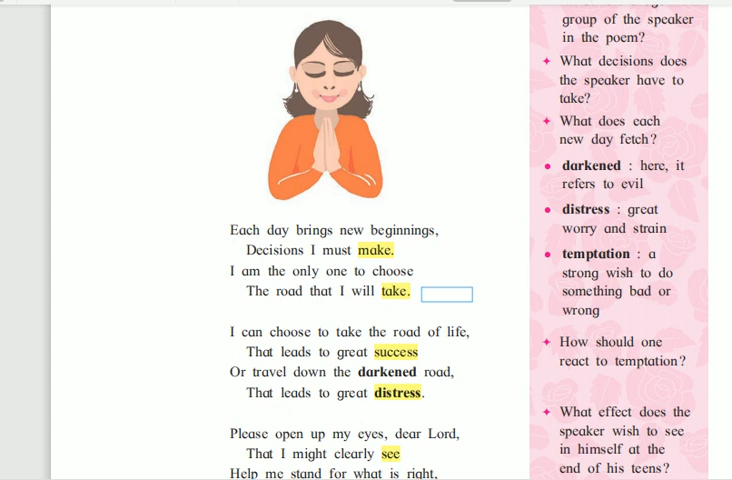 Each day brings new beginnings,
Decisions I must make.
I am the only one to choose
The road that I will take.
I can choose to take the road of life,
That leads to great success
Or travel down the darkened road,
That leads to great distress.
Please open up my eyes, dear Lord,
That I might clearly see
Help me stand for what is right,
group of the speaker
in the poem?
What decisions does
the speaker have to
take?
What does each
new day fetch?
darkened : here, it
refers to evil
distress : great
worry and strain
temptation : a
strong wish to do
something bad or
wrong
How should one
react to temptation?
What effect does the
speaker wish to see
in himself at the
end of his teens?